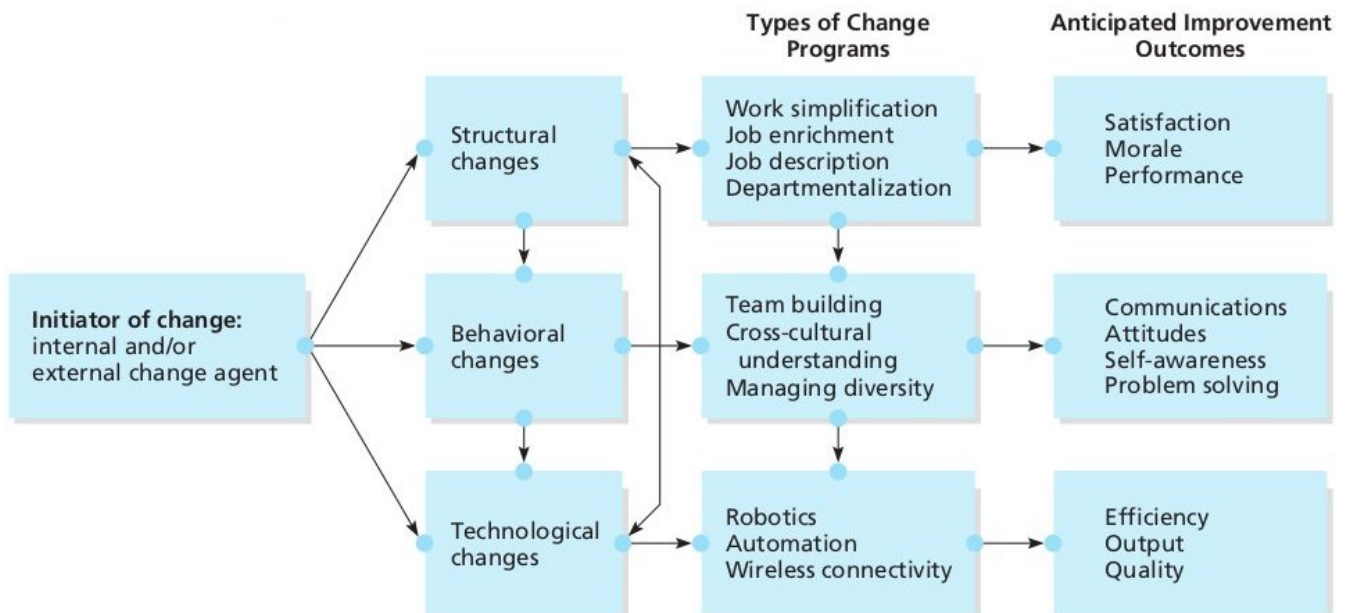 Types of Change
Programs
Anticipated Improvement
Outcomes
Initiator of change:
internal and/or
external change agent
Structural
changes
Work simplification
Job enrichment
Job description
Departmentalization
Satisfaction
Morale
Performance
Behavioral
changes
Team building
Cross-cultural
understanding
Managing diversity
Communications
Attitudes
Self-awareness
Problem solving
Technological
changes
Robotics
Automation
Wireless connectivity
Efficiency
Output
Quality